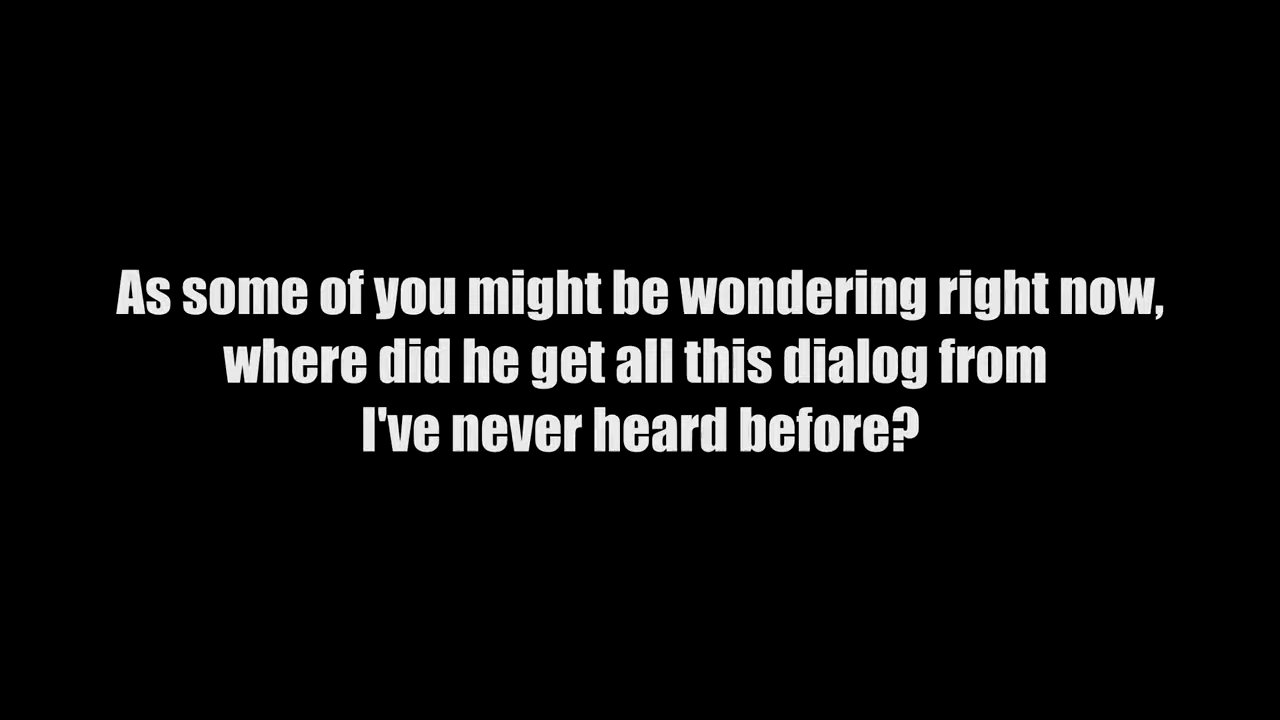 As some of you might be wondering right now,
where did he get all this dialog from
I've never heard before?